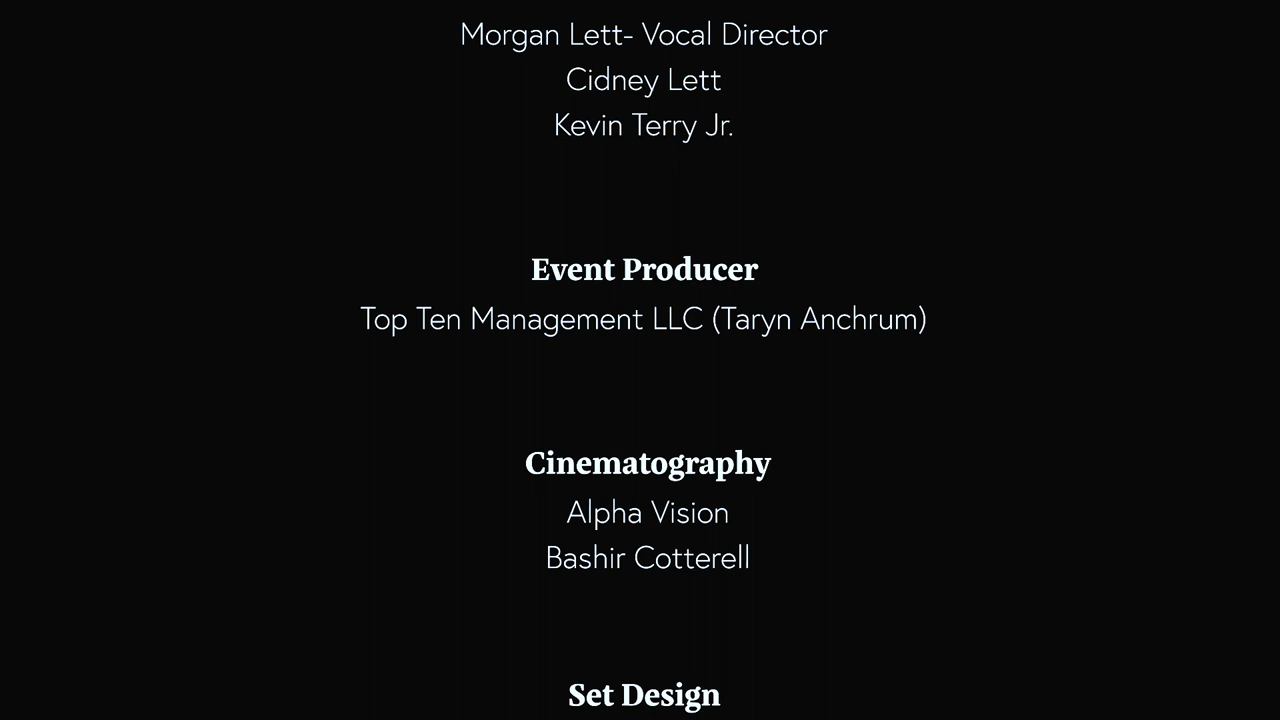 Morgan Lett- Vocal Director
Cidney Lett
Kevin Terry Jr.
Event Producer
Top Ten Management LLC (Taryn Anchrum)
Cinematography
Alpha Vision
Bashir Cotterell
Set Design